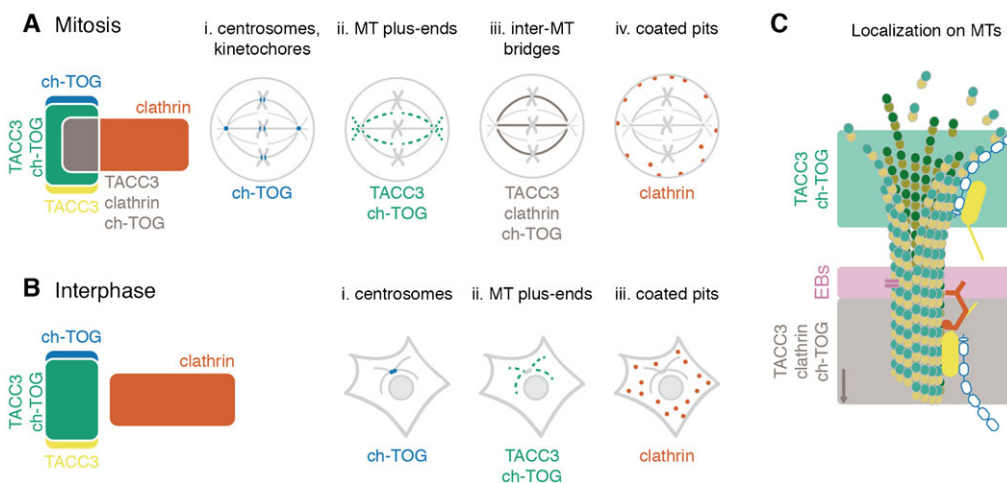 A Mitosis
i. centrosomes,
kinetochores
ii. MT plus-ends
iii. inter-MT
bridges
iv. coated pits
ch-TOG
clathrin
TACC3
ch-TOG
TACC3
TACC3
clathrin
ch-TOG
ch-TOG
TACC3
ch-TOG
TACC3
clathrin
ch-TOG
clathrin
B Interphase
i. centrosomes
ii. MT plus-ends
iii. coated pits
ch-TOG
clathrin
TACC3
ch-TOG
TACC3
ch-TOG
TACC3
ch-TOG
clathrin
C Localization on MTs
TACC3
ch-TOG
EBs
TACC3
clathrin
ch-TOG